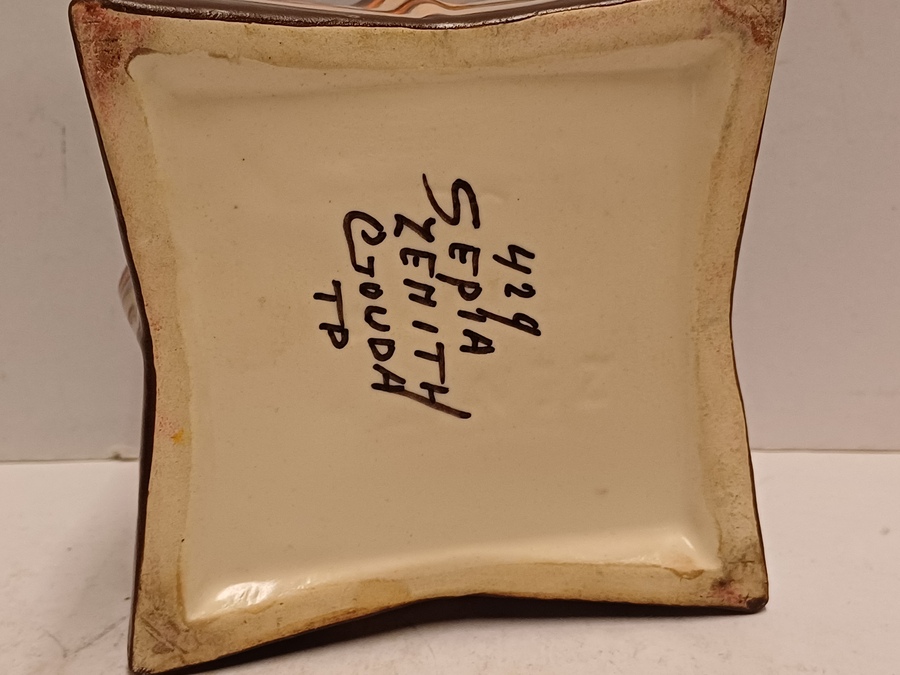 429
SEpiA
ZENITH
GOUDA
TP